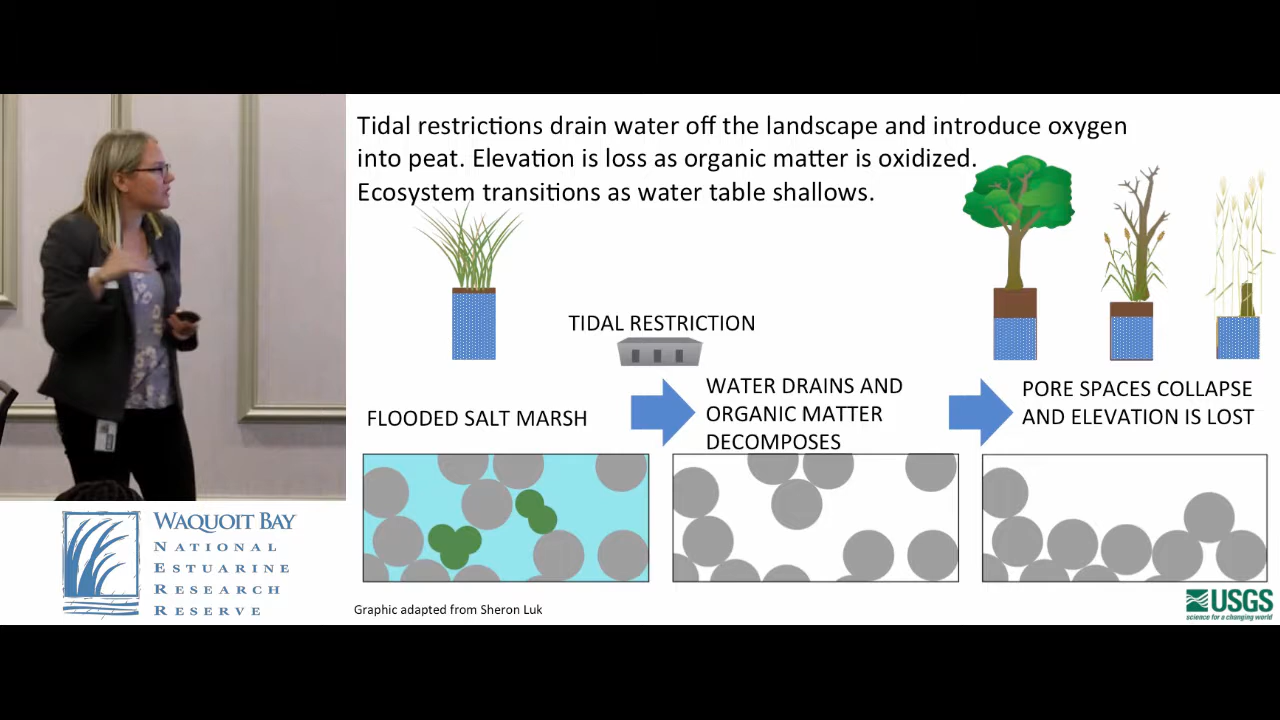 Tidal restrictions drain water off the landscape and introduce oxygen
into peat. Elevation is loss as organic matter is oxidized.
Ecosystem transitions as water table shallows.
TIDAL RESTRICTION
FLOODED SALT MARSH
WATER DRAINS AND
ORGANIC MATTER
DECOMPOSES
PORE SPACES COLLAPSE
AND ELEVATION IS LOST
WAQUOIT BAY
NATIONAL
ESTUARINE
RESEARCH
RESERVE
Graphic adapted from Sheron Luk
USGS
science for a changing world